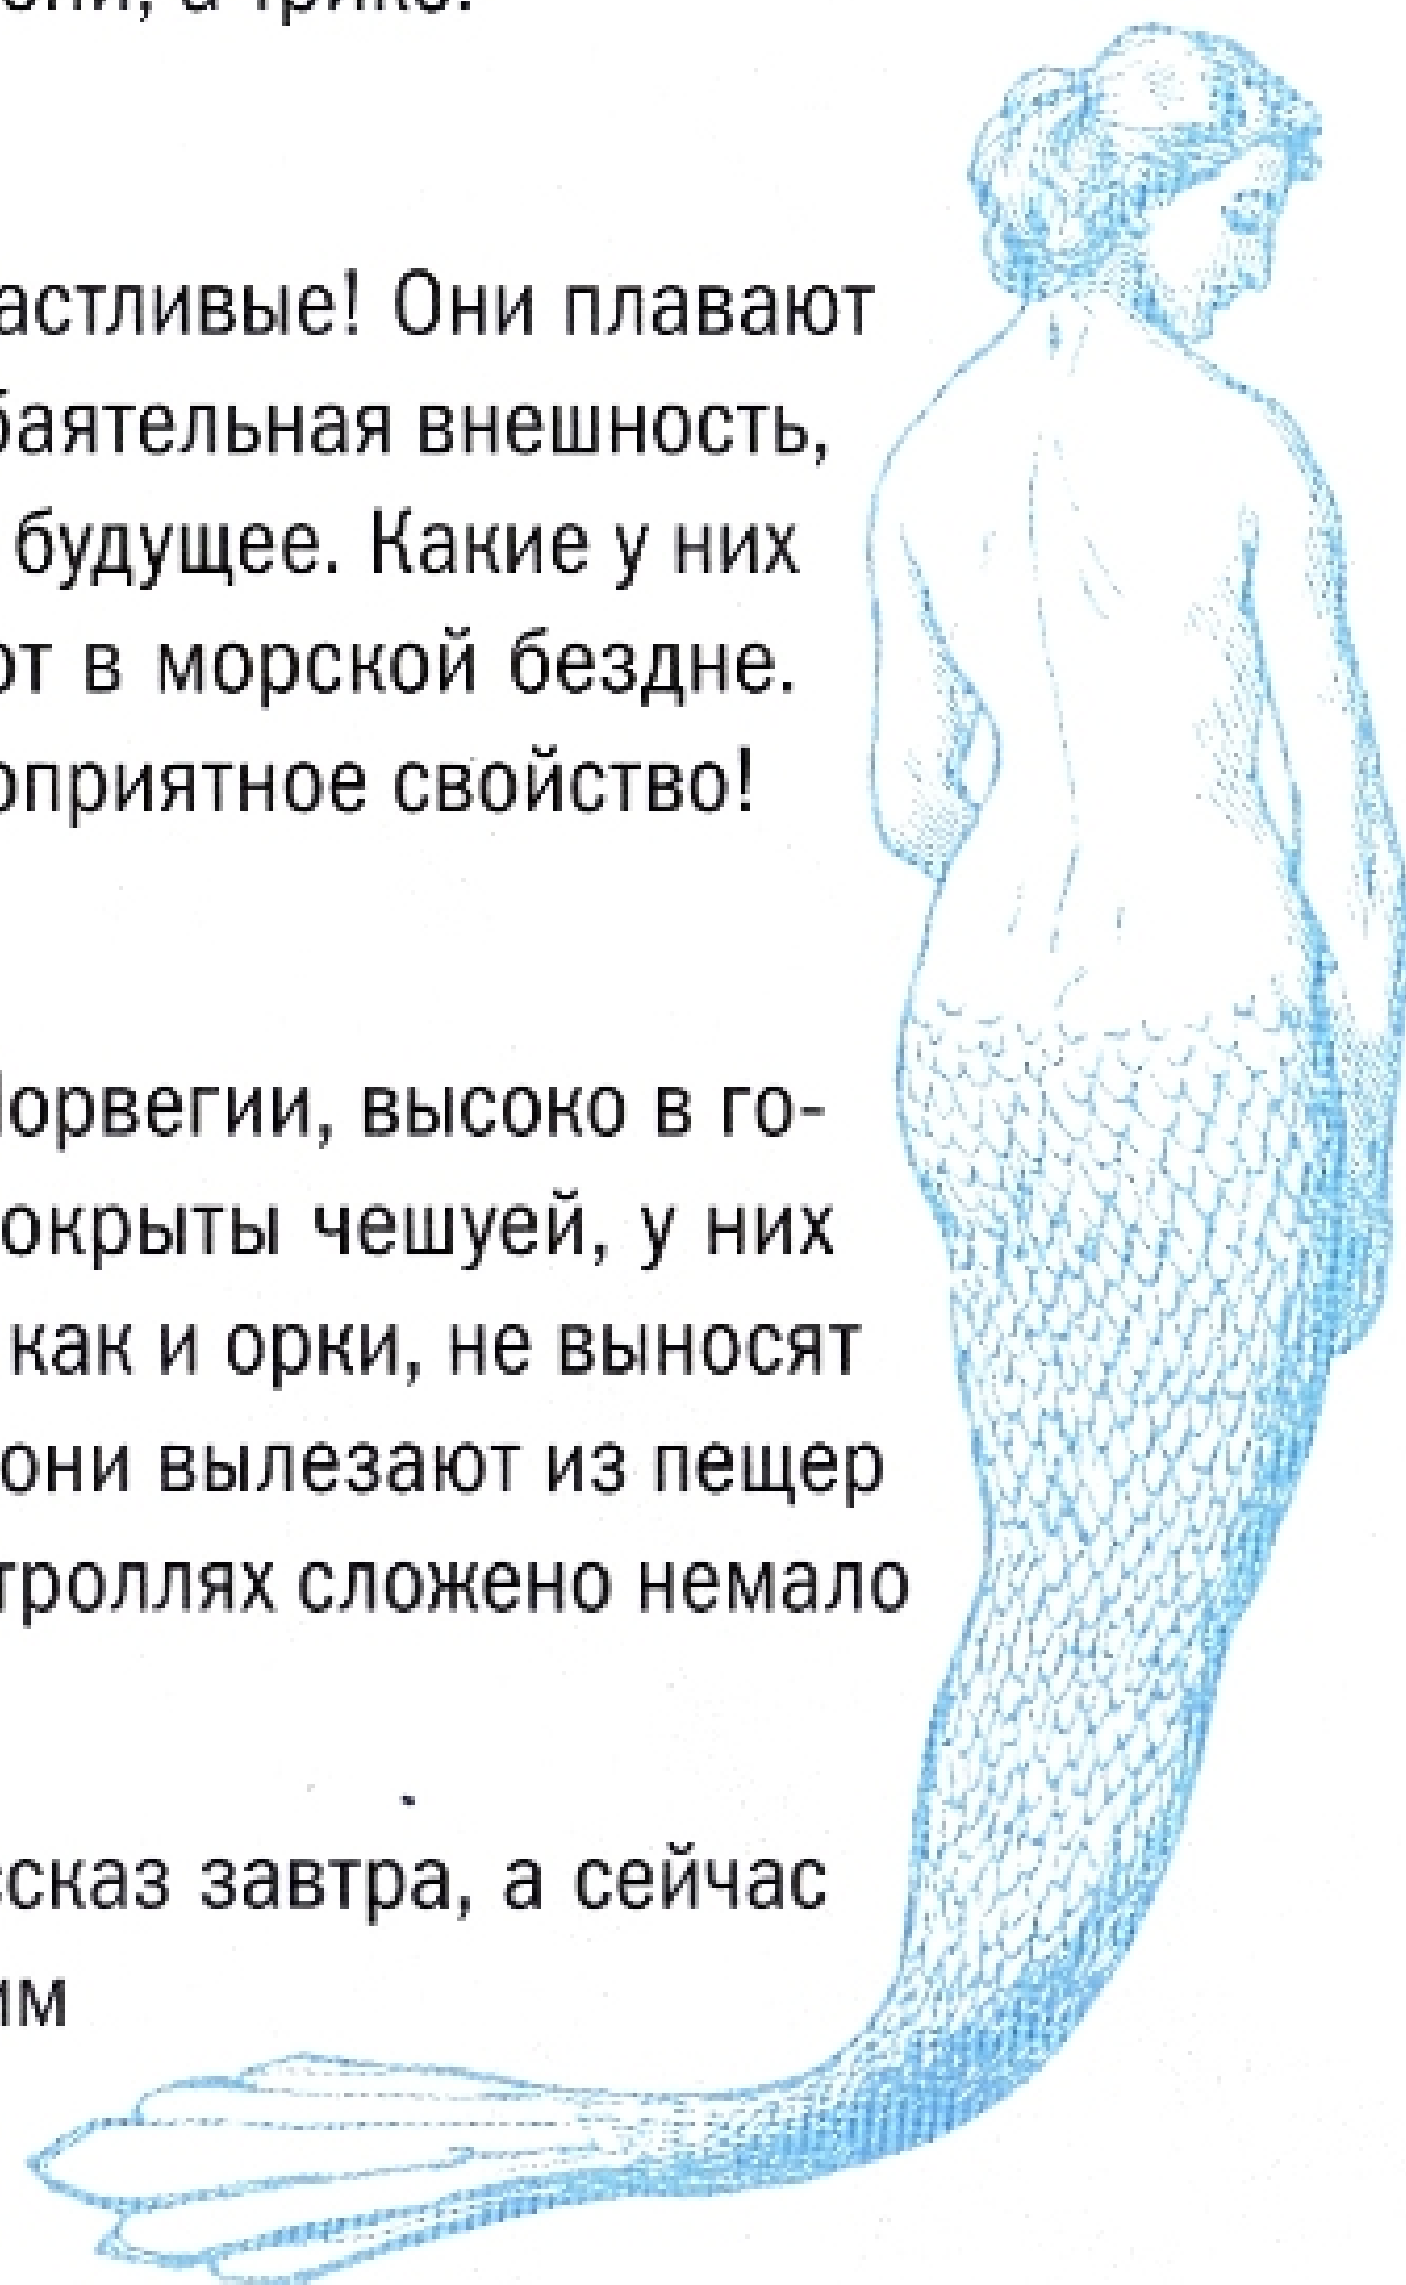 а трико.
астливые! Они плавают
баятельная внешность,
будущее. Какие у них
от в морской бездне.
оприятное свойство!
орвегии, высоко в го-
окрыты чешуей, у них
как и орки, не выносят
они вылезают из пещер
троллях сложено немало
сказ завтра, а сейчас
им